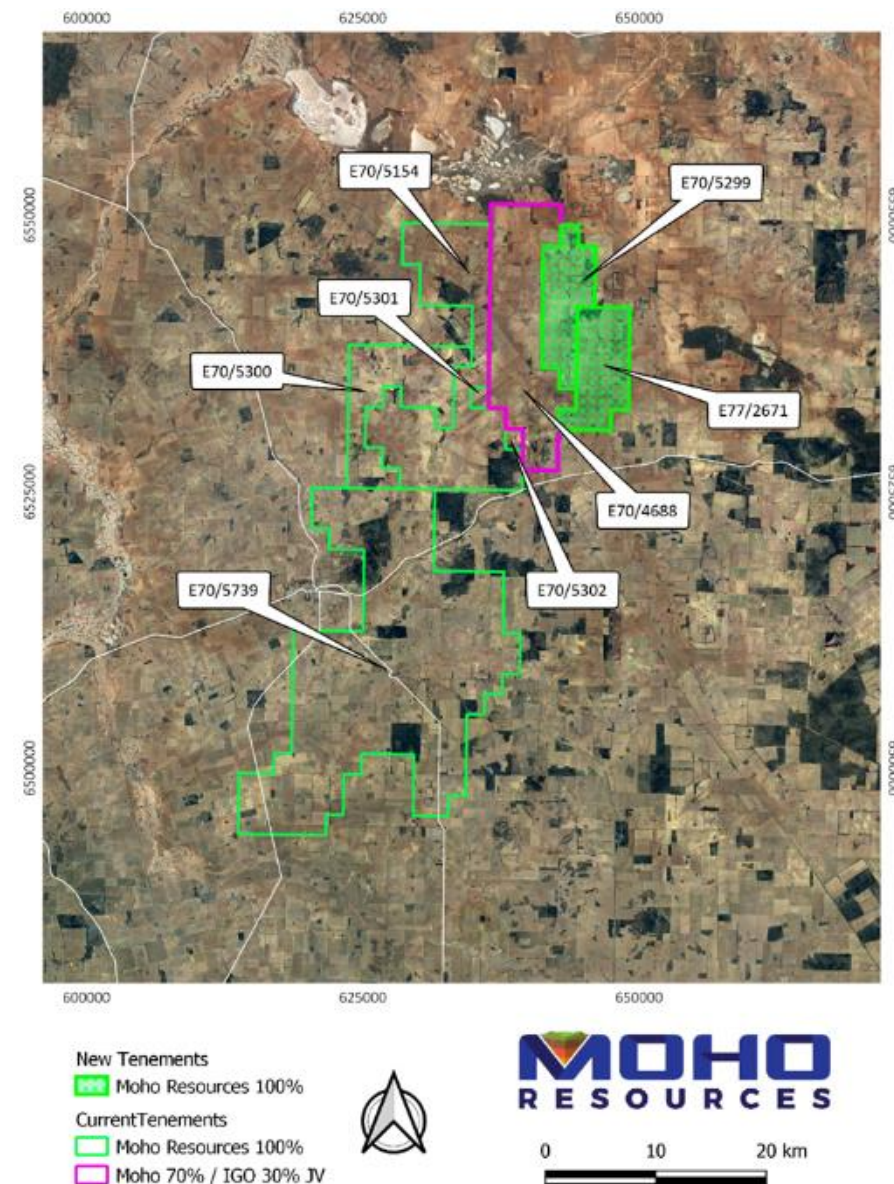 600000 625000 650000
E70/5154
E70/5299
6550000
E70/5301
E70/5300
E77/2671
6525000
E70/4688
E70/5739
E70/5302
6500000
600000 625000 650000
New Tenements
Moho Resources 100%
CurrentTenements
Moho Resources 100%
Moho 70% / IGO 30% JV
MOHO
RESOURCES
0 10 20 km